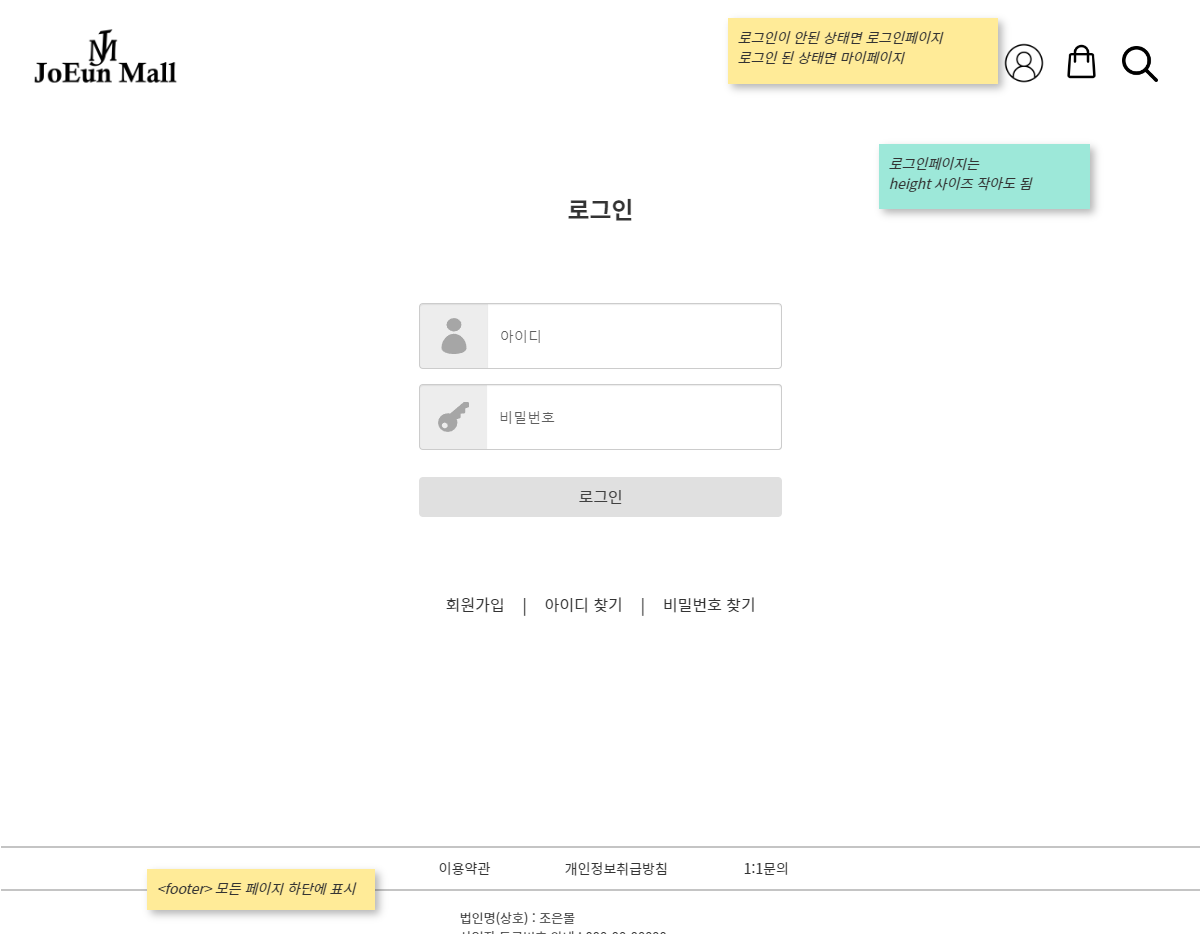 JM
JoEun Mall
로그인이 안된 상태면 로그인페이지
로그인 된 상태면 마이페이지
로그인페이지는
height 사이즈 작아도 됨
로그인
아이디
비밀번호
로그인
회원가입 | 아이디 찾기 | 비밀번호 찾기
이용약관 개인정보취급방침 1:1문의
<footer> 모든 페이지 하단에 표시
법인명(상호) : 조은몰